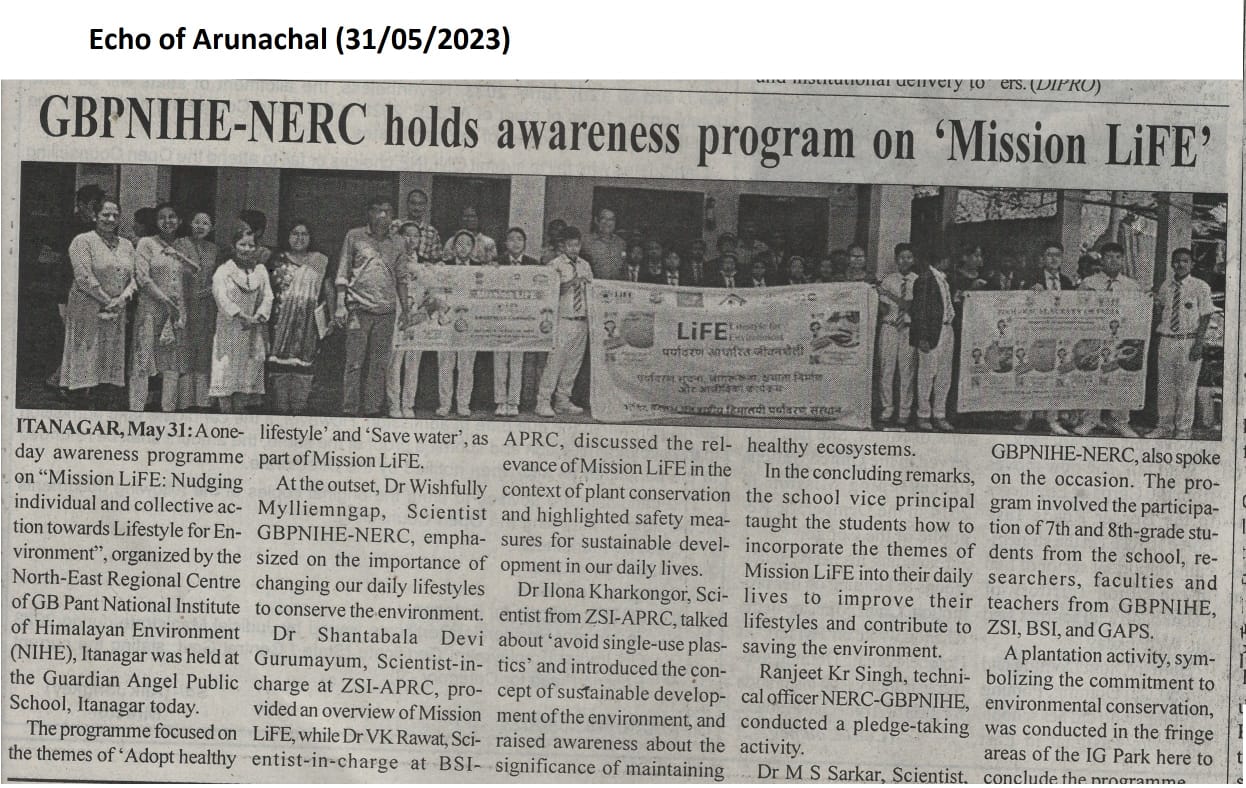 Echo of Arunachal (31/05/2023)
and institutional delivery to ers. (DIPRO)
GBPNIHE-NERC holds awareness program on ‘Mission LiFE’
Mission LiFE
LiFE
Lifestyle for
Environment
पर्यावरण आधारित जीवनशैली
और आजीविका कार्यक्रम
ITANAGAR, May 31: A one-
day awareness programme
on “Mission LiFE: Nudging
individual and collective ac-
tion towards Lifestyle for En-
vironment”, organized by the
North-East Regional Centre
of GB Pant National Institute
of Himalayan Environment
(NIHE), Itanagar was held at
the Guardian Angel Public
School, Itanagar today.
The programme focused on
the themes of ‘Adopt healthy
lifestyle’ and ‘Save water’, as
part of Mission LiFE.
At the outset, Dr Wishfully
Mylliemngap, Scientist
GBPNIHE-NERC, empha-
sized on the importance of
changing our daily lifestyles
to conserve the environment.
Dr Shantabala Devi
Gurumayum, Scientist-in-
charge at ZSI-APRC, pro-
vided an overview of Mission
LiFE, while Dr VK Rawat, Sci-
entist-in-charge at BSI-
APRC, discussed the rel-
evance of Mission LiFE in the
context of plant conservation
and highlighted safety mea-
sures for sustainable devel-
opment in our daily lives.
Dr Ilona Kharkongor, Sci-
entist from ZSI-APRC, talked
about ‘avoid single-use plas-
tics’ and introduced the con-
cept of sustainable develop-
ment of the environment, and
raised awareness about the
significance of maintaining
healthy ecosystems.
In the concluding remarks,
the school vice principal
taught the students how to
incorporate the themes of
Mission LiFE into their daily
lives to improve their
lifestyles and contribute to
saving the environment.
Ranjeet Kr Singh, techni-
cal officer NERC-GBPNIHE,
conducted a pledge-taking
activity.
Dr M S Sarkar, Scientist,
GBPNIHE-NERC, also spoke
on the occasion. The pro-
gram involved the participa-
tion of 7th and 8th-grade stu-
dents from the school, re-
searchers, faculties and
teachers from GBPNIHE,
ZSI, BSI, and GAPS.
A plantation activity, sym-
bolizing the commitment to
environmental conservation,
was conducted in the fringe
areas of the IG Park here to
conclude the programme.